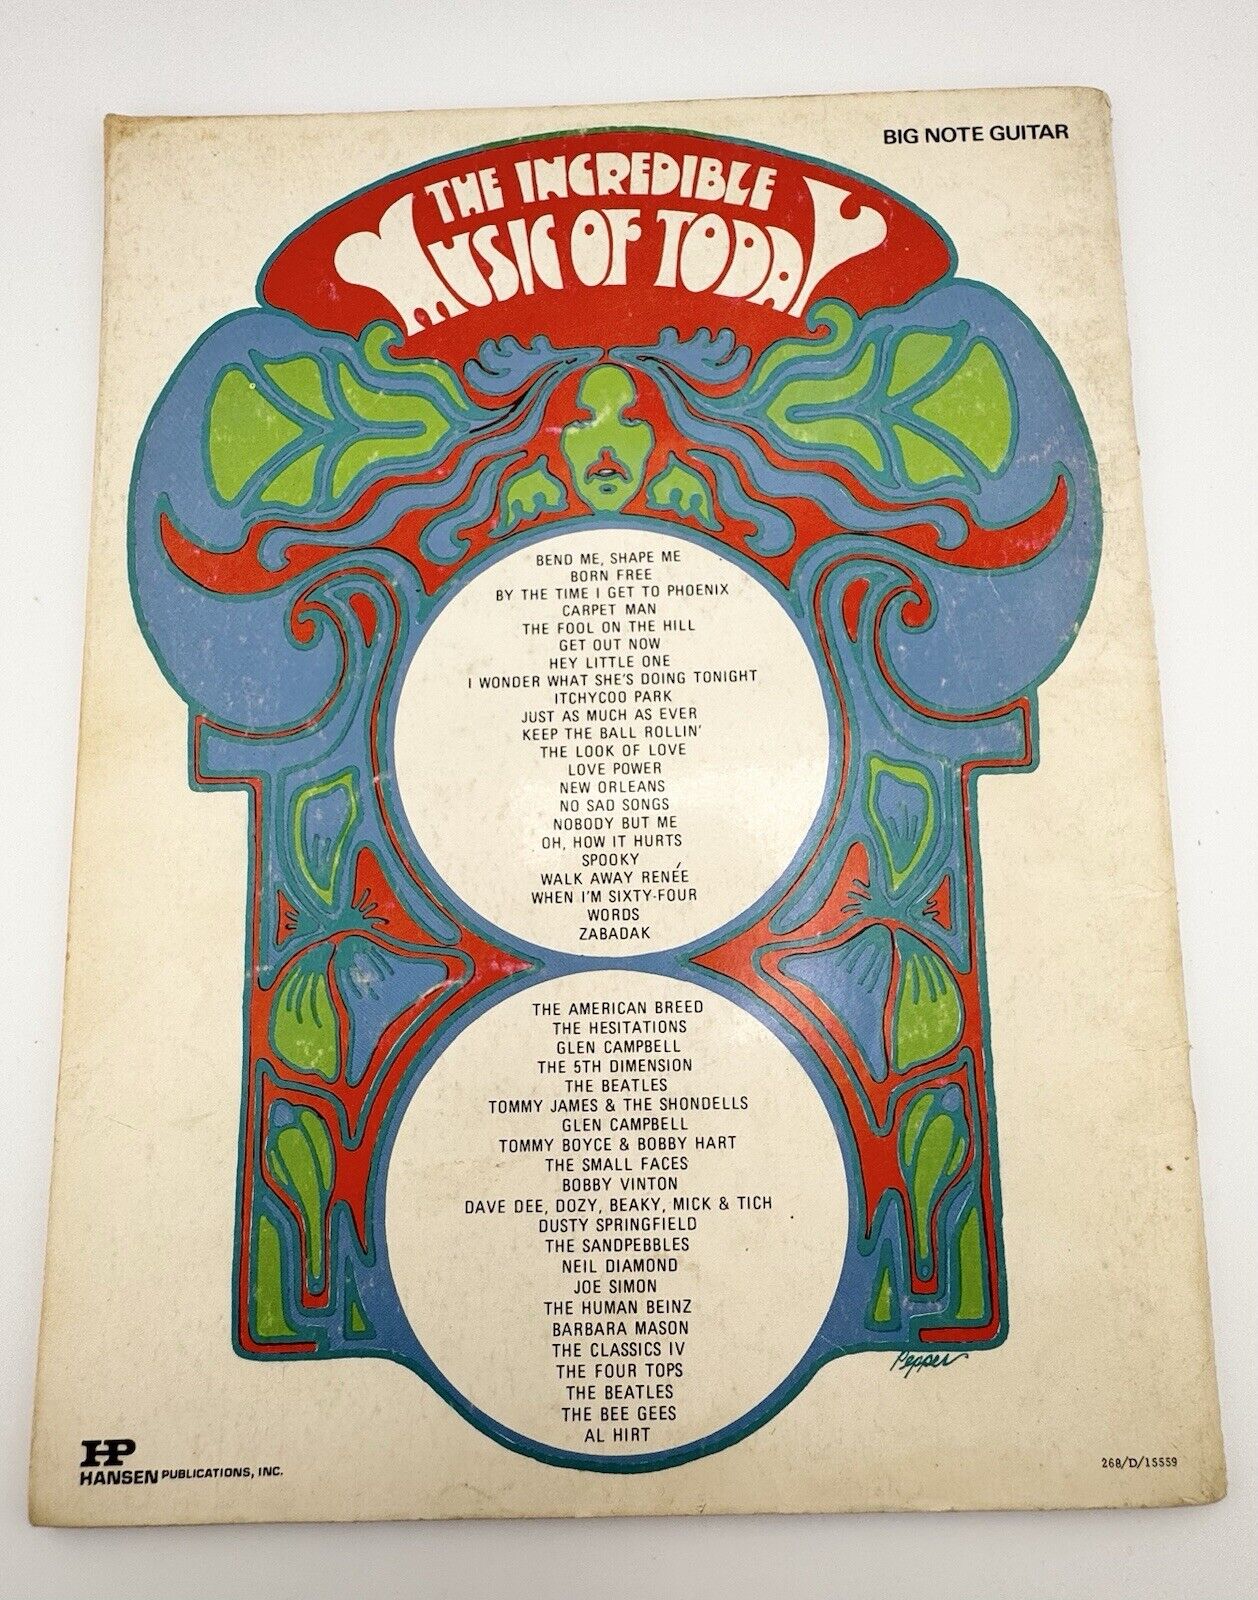 BIG NOTE GUITAR
THE INCREDIBLE
MUSIC OF TODAY
BEND ME, SHAPE ME
BORN FREE
BY THE TIME I GET TO PHOENIX
CARPET MAN
THE FOOL ON THE HILL
GET OUT NOW
HEY LITTLE ONE
I WONDER WHAT SHE'S DOING TONIGHT
ITCHYCOO PARK
JUST AS MUCH AS EVER
KEEP THE BALL ROLLIN'
THE LOOK OF LOVE
LOVE POWER
NEW ORLEANS
NO SAD SONGS
NOBODY BUT ME
OH, HOW IT HURTS
SPOOKY
WALK AWAY RENÉE
WHEN I'M SIXTY-FOUR
WORDS
ZABADAK
THE AMERICAN BREED
THE HESITATIONS
GLEN CAMPBELL
THE 5TH DIMENSION
THE BEATLES
TOMMY JAMES & THE SHONDELLS
GLEN CAMPBELL
TOMMY BOYCE & BOBBY HART
THE SMALL FACES
BOBBY VINTON
DAVE DEE, DOZY, BEAKY, MICK & TICH
DUSTY SPRINGFIELD
THE SANDPEBBLES
NEIL DIAMOND
JOE SIMON
THE HUMAN BEINZ
BARBARA MASON
THE CLASSICS IV
THE FOUR TOPS
THE BEATLES
THE BEE GEES
AL HIRT
Pepper
HP
HANSEN PUBLICATIONS, INC.
268/D/15559